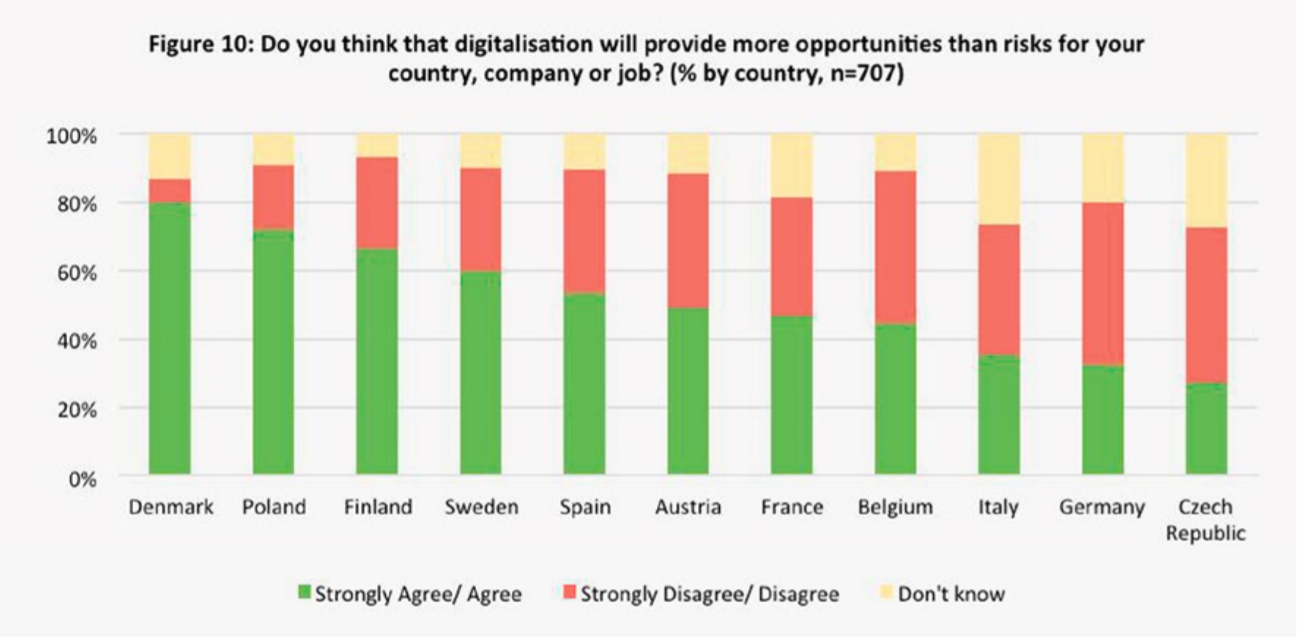 Figure 10: Do you think that digitalisation will provide more opportunities than risks for your
country, company or job? (% by country, n=707)
100%
80%
60%
40%
20%
0%
Denmark Poland Finland Sweden Spain Austria France Belgium Italy Germany Czech
Republic
Strongly Agree/ Agree Strongly Disagree/ Disagree Don't know